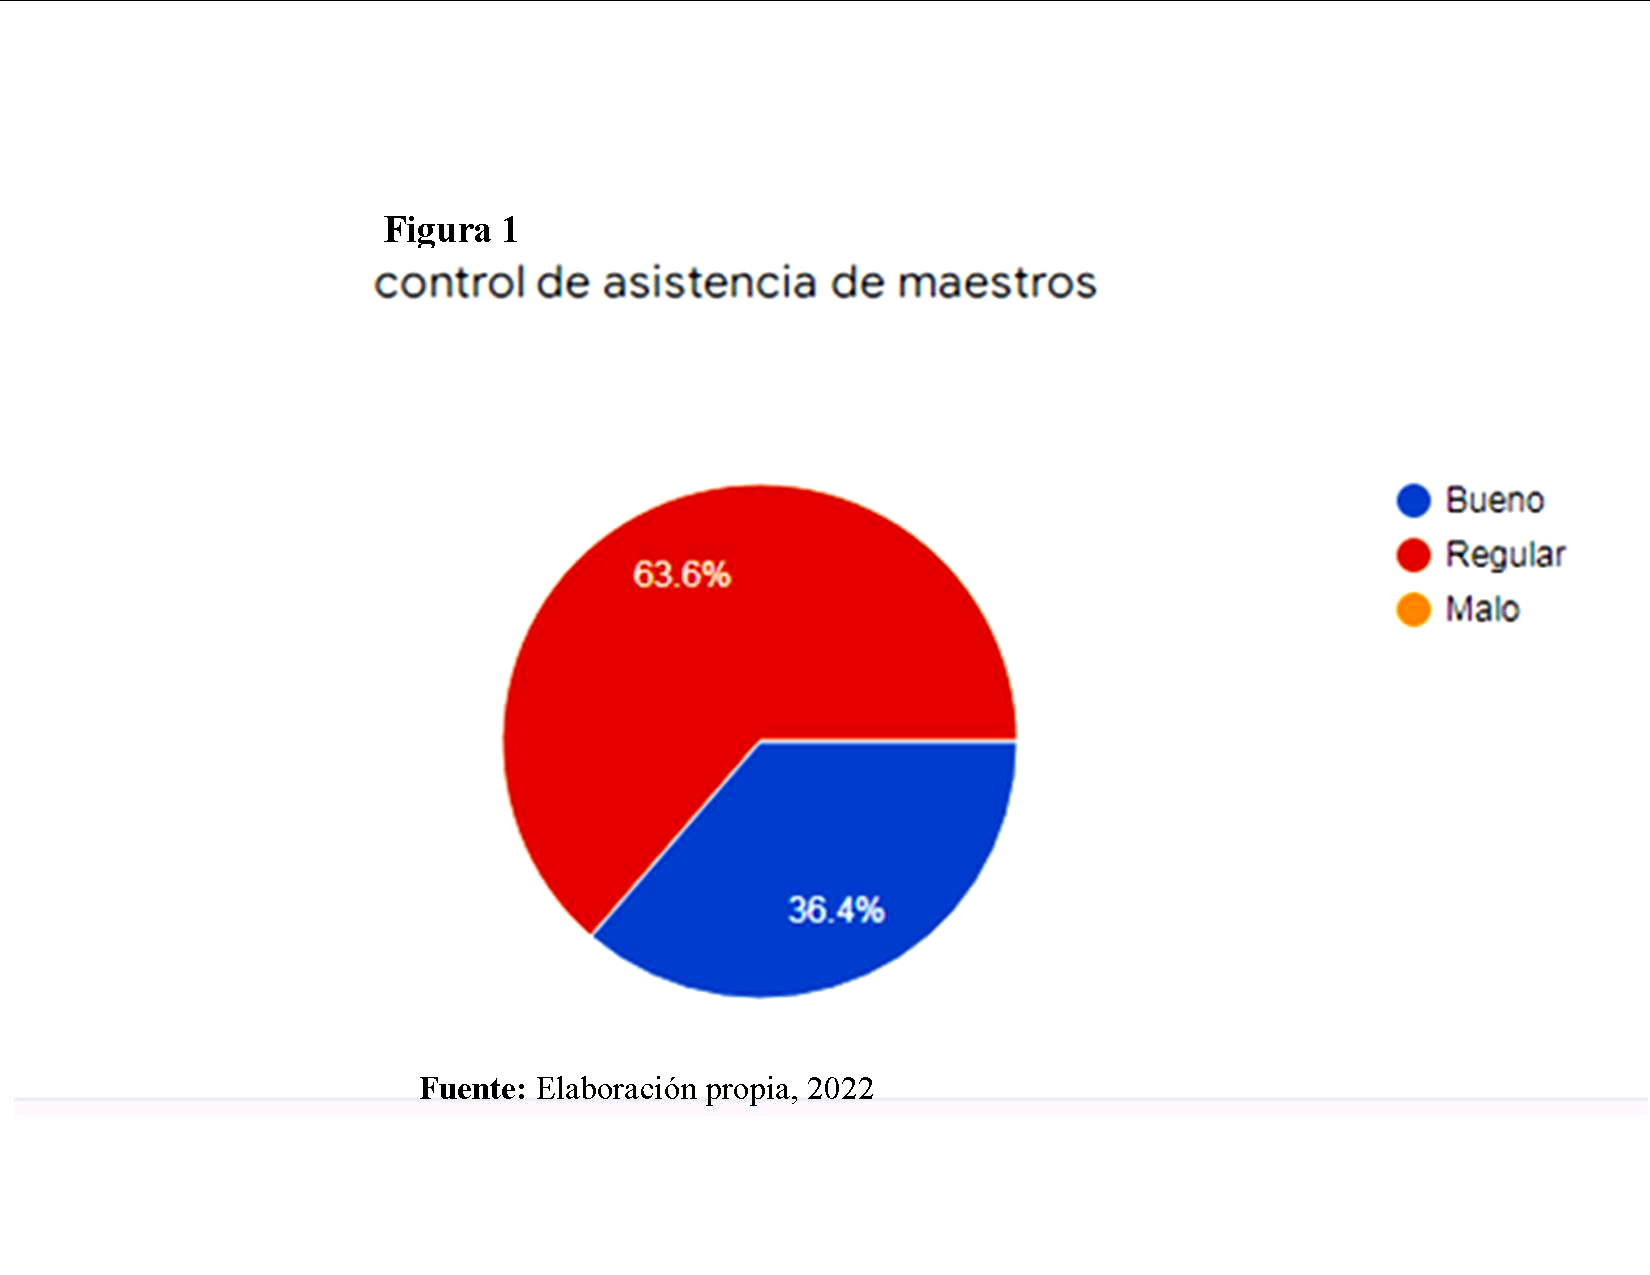 Figura 1
control de asistencia de maestros
63.6%
36.4%
Bueno
Regular
Malo
Fuente: Elaboración propia, 2022